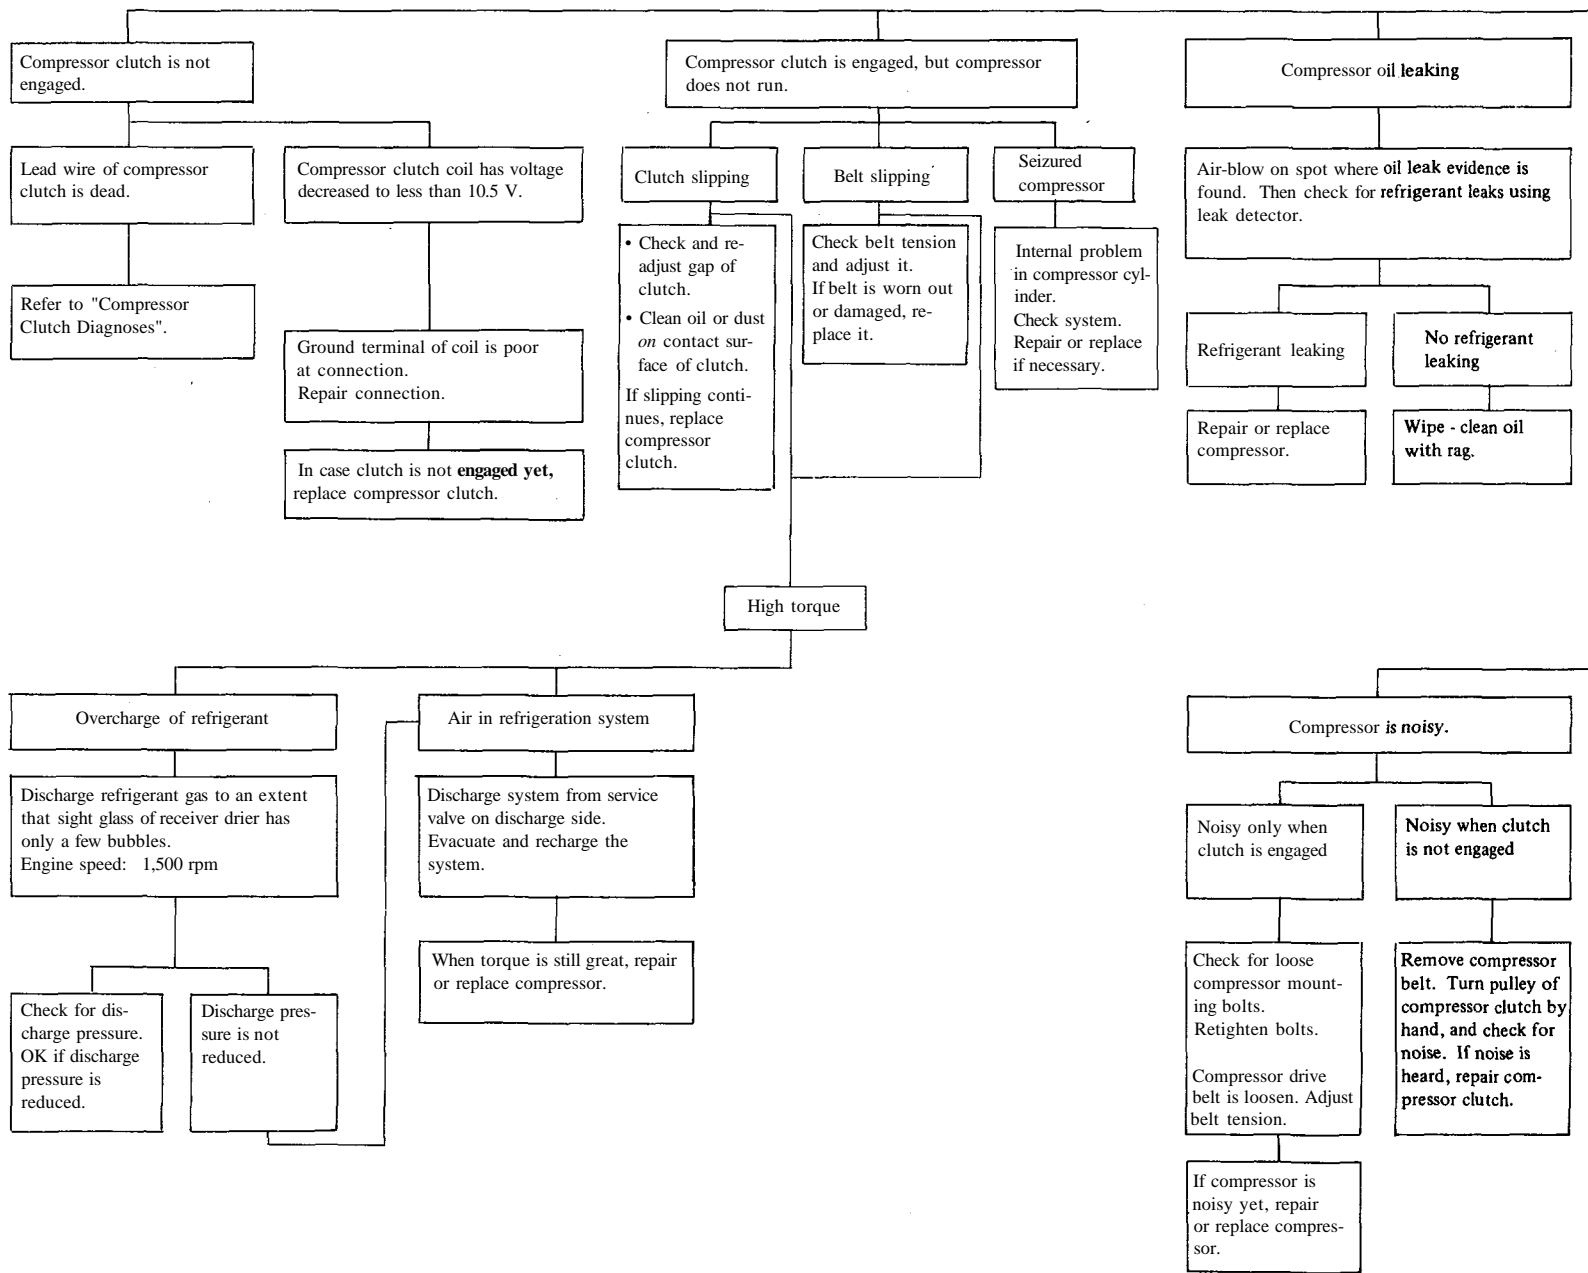 Compressor clutch is not
engaged.
Compressor clutch is engaged, but compressor
does not run.
Compressor oil leaking
Lead wire of compressor
clutch is dead.
Compressor clutch coil has voltage
decreased to less than 10.5 V.
Clutch slipping
Belt slipping
Seizured
compressor
Air-blow on spot where oil leak evidence is
found. Then check for refrigerant leaks using
leak detector.
Refer to "Compressor
Clutch Diagnoses".
Ground terminal of coil is poor
at connection.
Repair connection.
In case clutch is not engaged yet,
replace compressor clutch.
• Check and re-
adjust gap of
clutch.
• Clean oil or dust
on contact sur-
face of clutch.
If slipping conti-
nues, replace
compressor
clutch.
Check belt tension
and adjust it.
If belt is worn out
or damaged, re-
place it.
Internal problem
in compressor cyl-
inder.
Check system.
Repair or replace
if necessary.
Refrigerant leaking
No refrigerant
leaking
Repair or replace
compressor.
Wipe - clean oil
with rag.
High torque
Overcharge of refrigerant
Air in refrigeration system
Discharge refrigerant gas to an extent
that sight glass of receiver drier has
only a few bubbles.
Engine speed: 1,500 rpm
Discharge system from service
valve on discharge side.
Evacuate and recharge the
system.
Check for dis-
charge pressure.
OK if discharge
pressure is
reduced.
Discharge pres-
sure is not
reduced.
When torque is still great, repair
or replace compressor.
Compressor is noisy.
Noisy only when
clutch is engaged
Noisy when clutch
is not engaged
Check for loose
compressor mount-
ing bolts.
Retighten bolts.
Compressor drive
belt is loosen. Adjust
belt tension.
Remove compressor
belt. Turn pulley of
compressor clutch by
hand, and check for
noise. If noise is
heard, repair com-
pressor clutch.
If compressor is
noisy yet, repair
or replace compres-
sor.